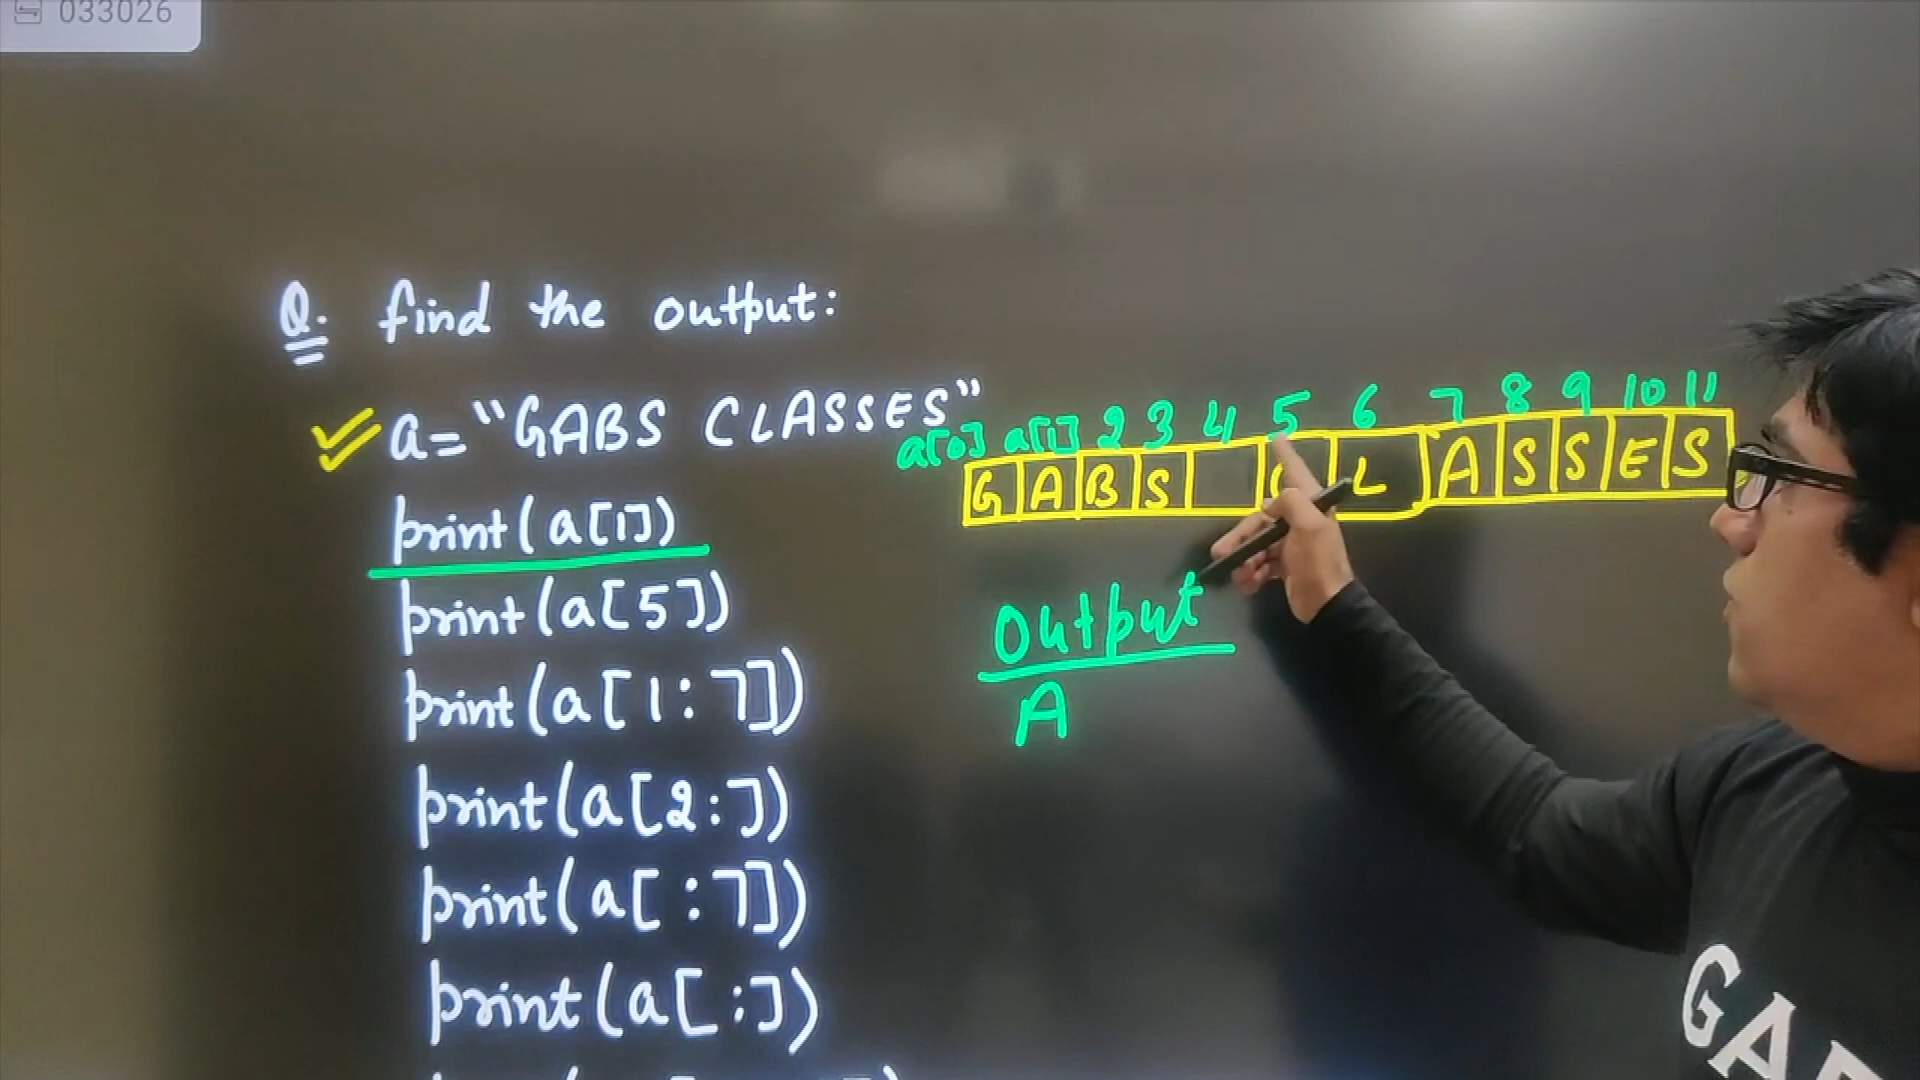 033026
Q. find the output:
a= "GABS CLASSES"
a[0] a[1] 2 3 4 5 6 7 8 9 10 11
G A B S C L A S S E S
print(a[1])
print(a[5])
Output
A
print(a[1:7])
print(a[2:])
print(a[:7])
print(a[:])
GAB